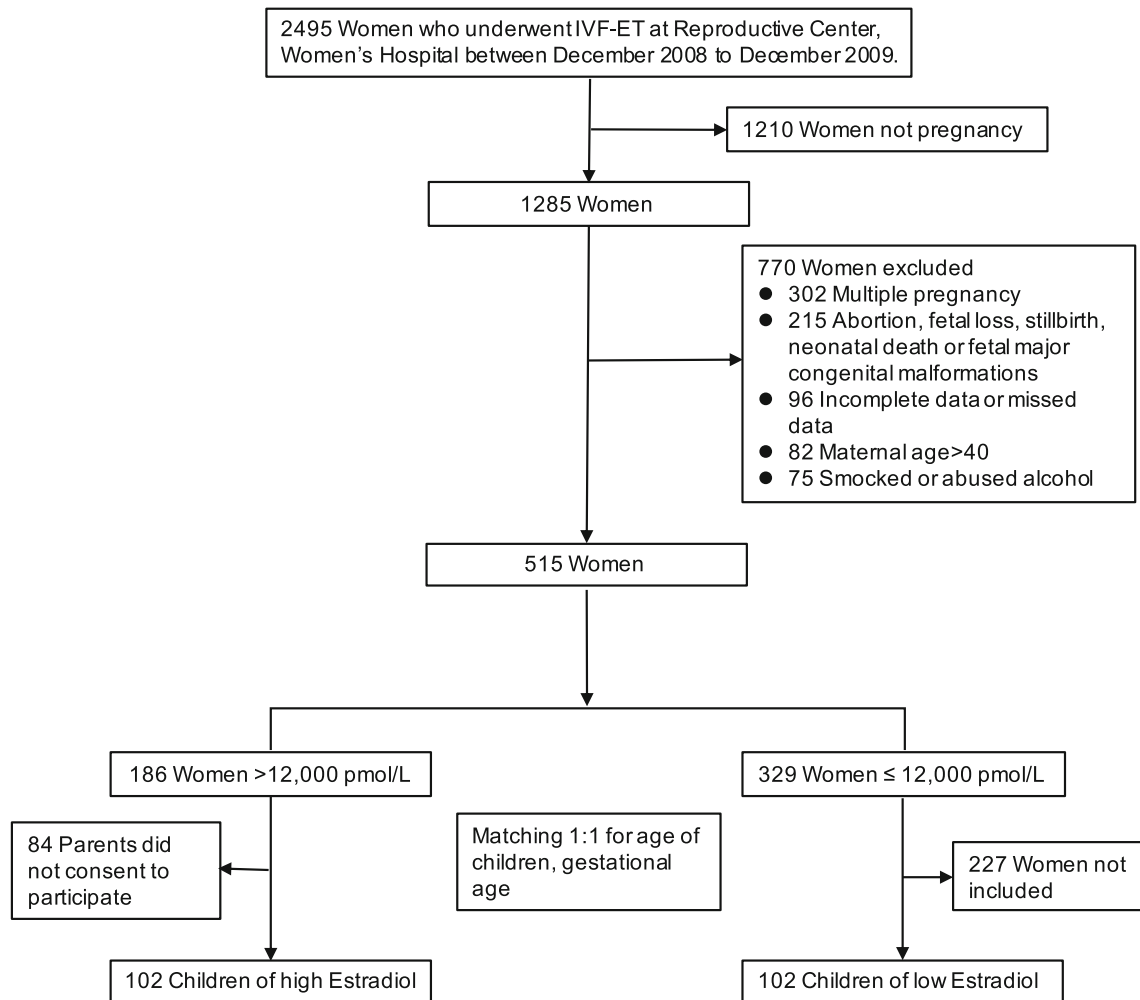 2495 Women who underwent IVF-ET at Reproductive Center,
Women's Hospital between December 2008 to December 2009.
1210 Women not pregnancy
1285 Women
770 Women excluded
● 302 Multiple pregnancy
● 215 Abortion, fetal loss, stillbirth,
neonatal death or fetal major
congenital malformations
● 96 Incomplete data or missed
data
● 82 Maternal age>40
● 75 Smocked or abused alcohol
515 Women
186 Women >12,000 pmol/L
329 Women ≤ 12,000 pmol/L
84 Parents did
not consent to
participate
Matching 1:1 for age of
children, gestational
age
227 Women not
included
102 Children of high Estradiol
102 Children of low Estradiol